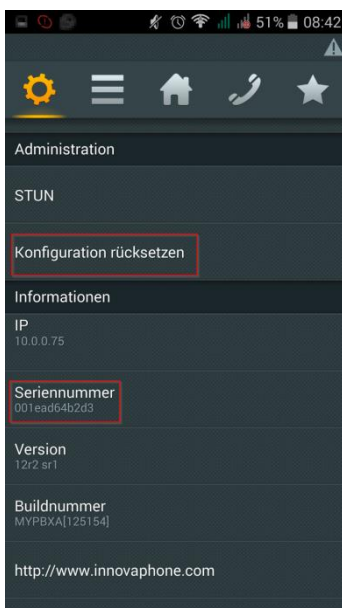 51% 08:42
Administration
STUN
Konfiguration rücksetzen
Informationen
IP
10.0.0.75
Seriennummer
001ead64b2d3
Version
12r2 sr1
Buildnummer
MYPBXA[125154]
http://www.innovaphone.com